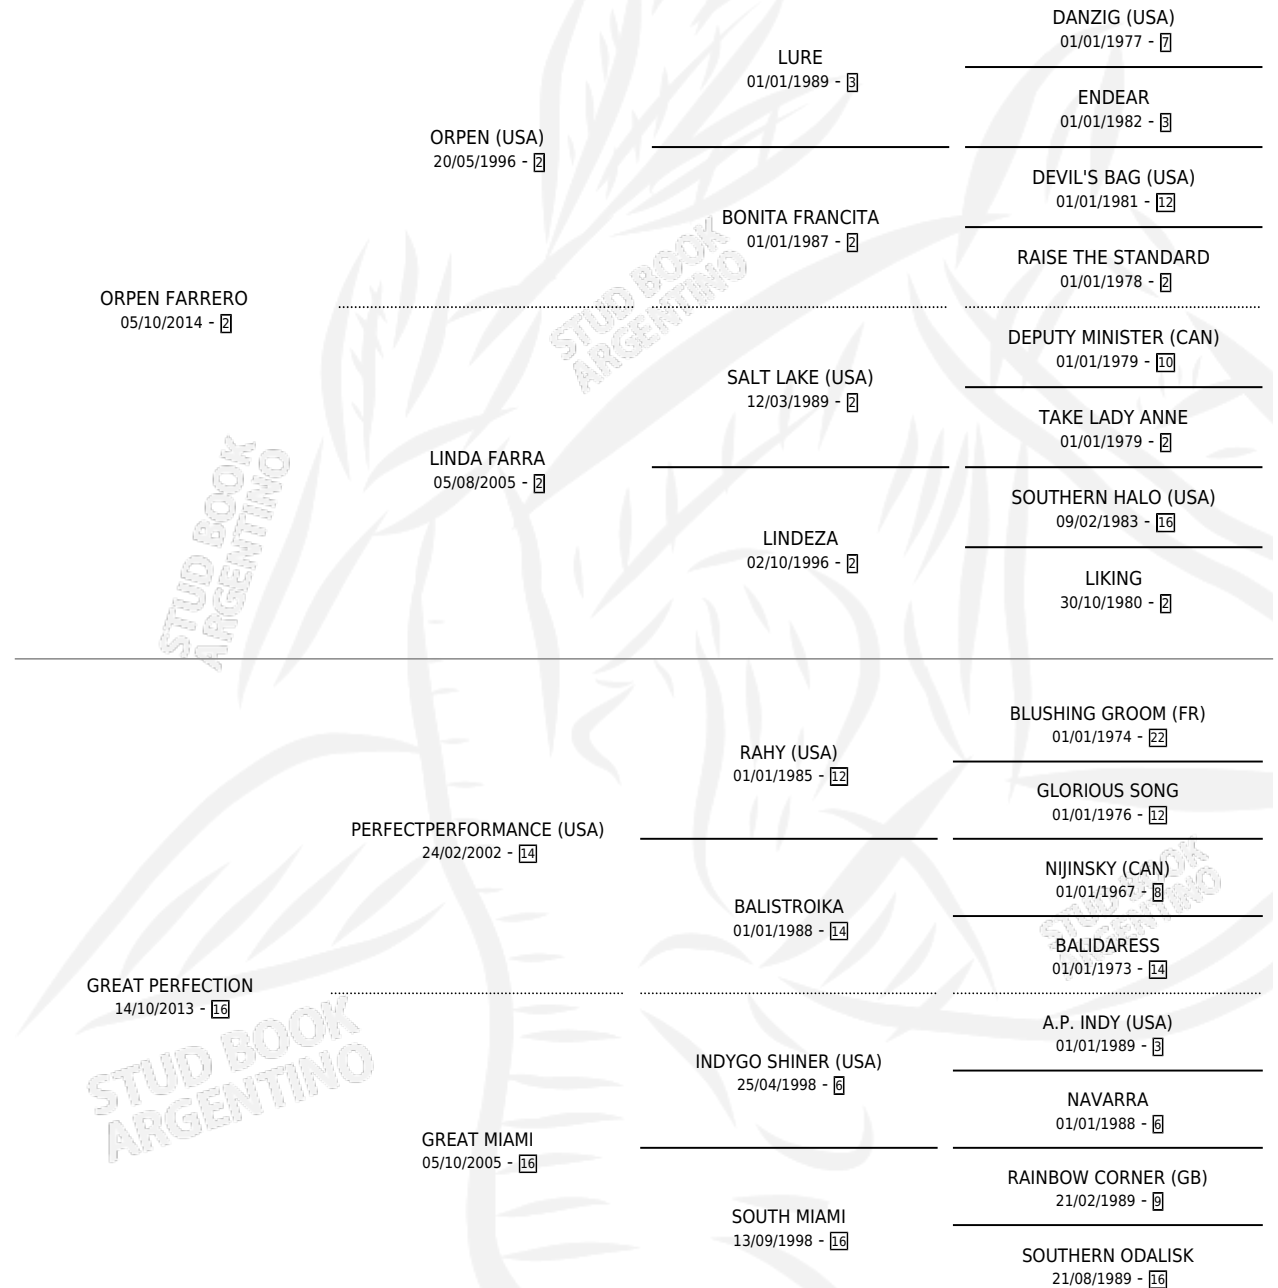 DANZIG (USA)
01/01/1977 - 7
LURE
01/01/1989 - 3
ENDEAR
01/01/1982 - 3
ORPEN (USA)
20/05/1996 - 2
DEVIL'S BAG (USA)
01/01/1981 - 12
BONITA FRANCITA
01/01/1987 - 2
RAISE THE STANDARD
01/01/1978 - 2
ORPEN FARRERO
05/10/2014 - 2
STUD BOOK
ARGENTINO
DEPUTY MINISTER (CAN)
01/01/1979 - 10
SALT LAKE (USA)
12/03/1989 - 2
TAKE LADY ANNE
01/01/1979 - 2
LINDA FARRA
05/08/2005 - 2
SOUTHERN HALO (USA)
09/02/1983 - 16
LINDEZA
02/10/1996 - 2
LIKING
30/10/1980 - 2
STUD BOOK
ARGENTINO
BLUSHING GROOM (FR)
01/01/1974 - 22
RAHY (USA)
01/01/1985 - 12
GLORIOUS SONG
01/01/1976 - 12
PERFECTPERFORMANCE (USA)
24/02/2002 - 14
NIJINSKY (CAN)
01/01/1967 - 8
BALISTROIKA
01/01/1988 - 14
BALIDARESS
01/01/1973 - 14
STUD BOOK
ARGENTINO
GREAT PERFECTION
14/10/2013 - 16
STUD BOOK
ARGENTINO
A.P. INDY (USA)
01/01/1989 - 3
INDYGO SHINER (USA)
25/04/1998 - 6
NAVARRA
01/01/1988 - 6
GREAT MIAMI
05/10/2005 - 16
RAINBOW CORNER (GB)
21/02/1989 - 9
SOUTH MIAMI
13/09/1998 - 16
SOUTHERN ODALISK
21/08/1989 - 16